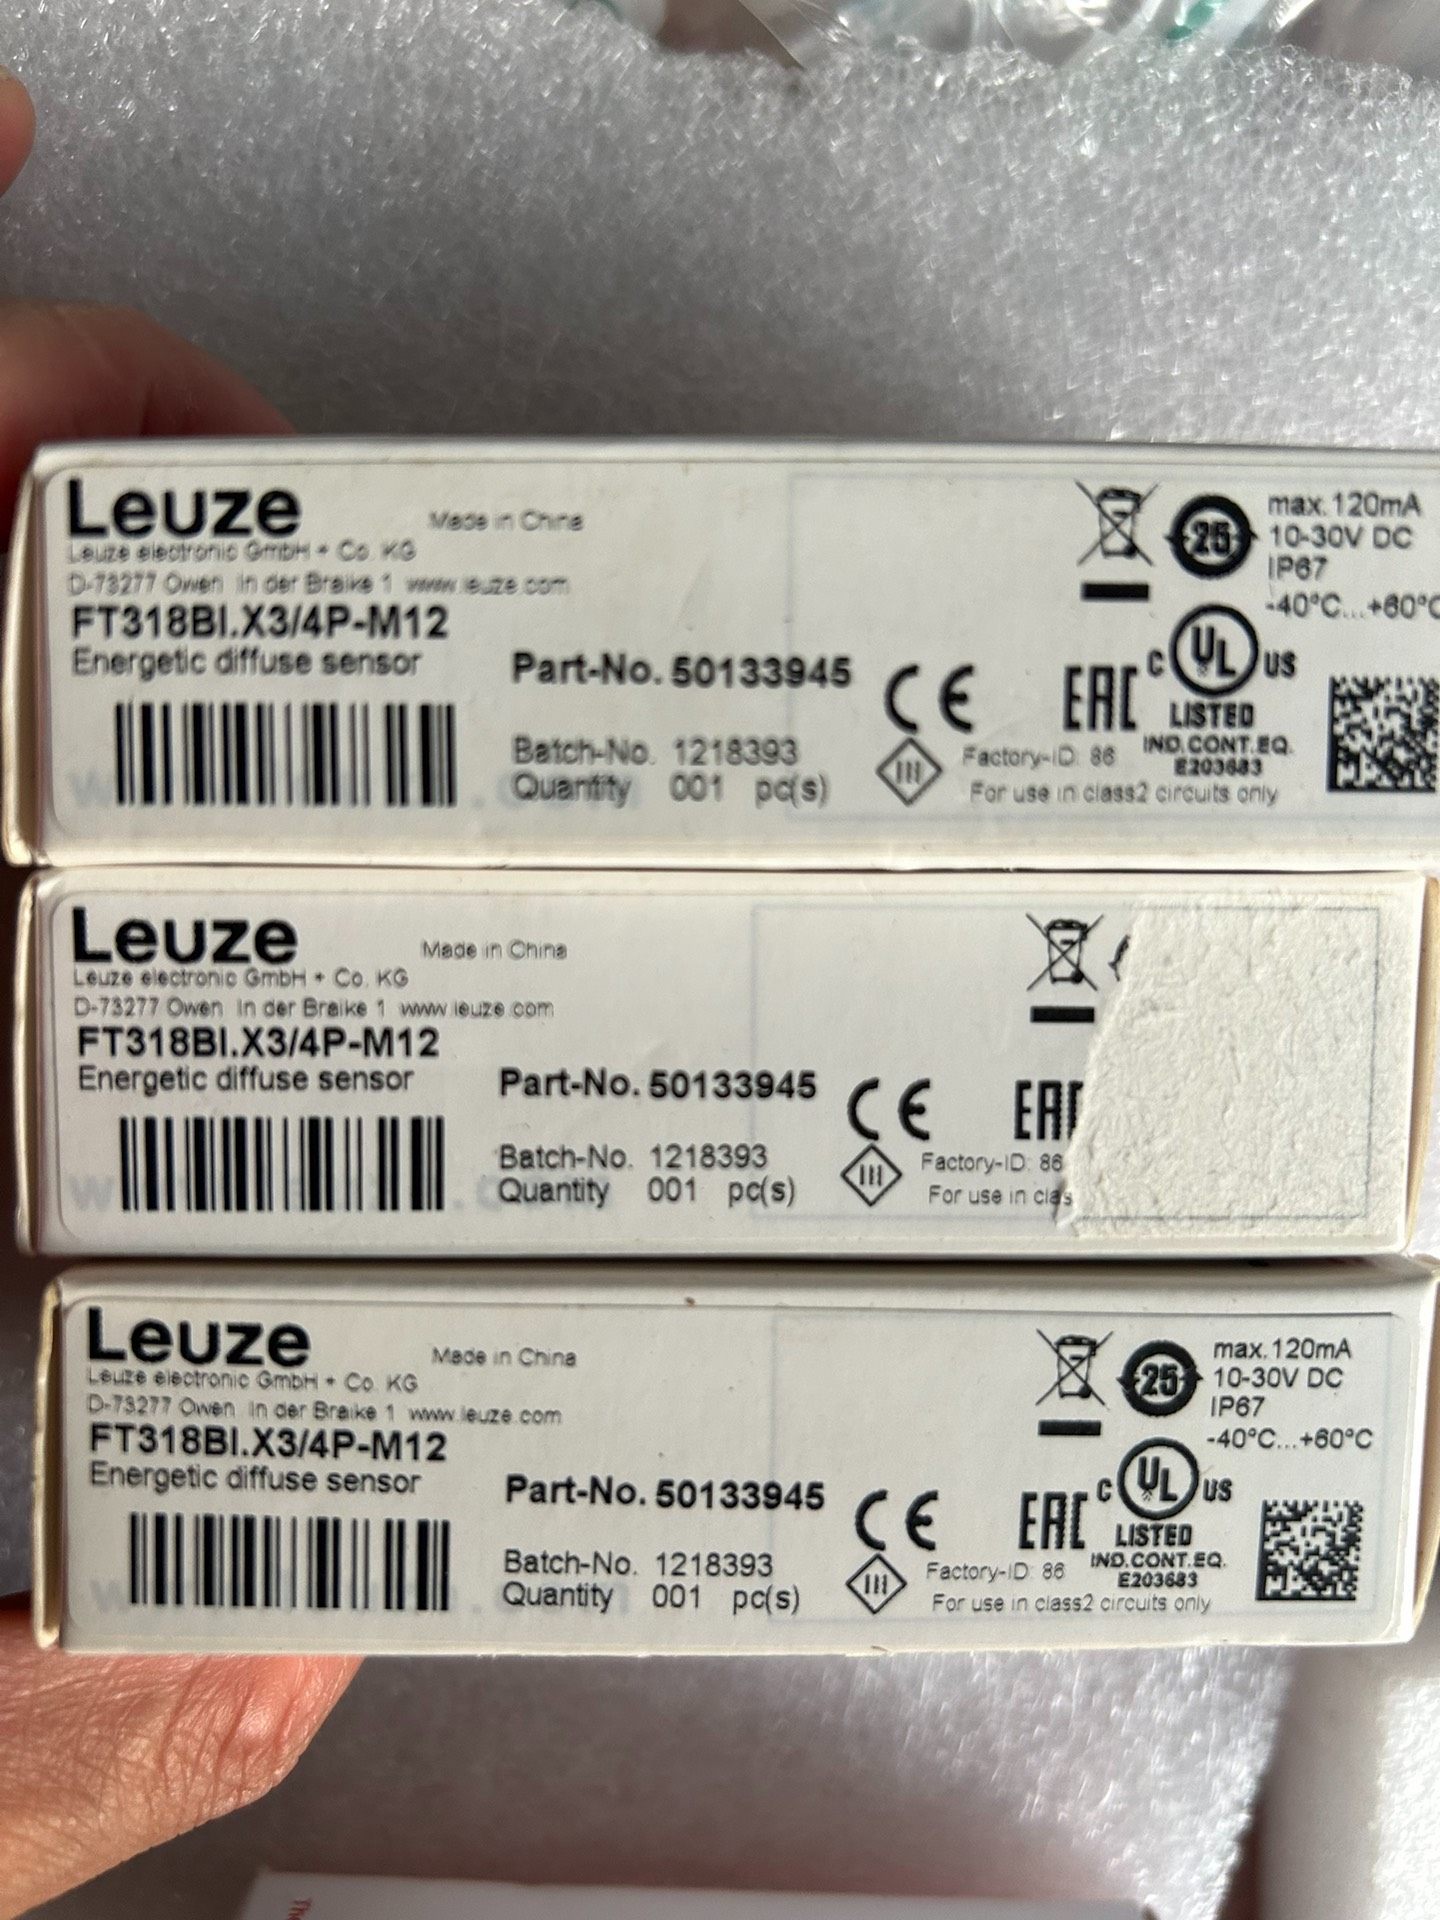 Leuze
Made in China
Leuze electronic GmbH + Co. KG
D-73277 Owen In der Braike 1 www.leuze.com
FT318BI.X3/4P-M12
Energetic diffuse sensor
Part-No. 50133945
Batch-No. 1218393
Quantity 001 pc(s)
CE
EAC
III
Factory-ID: 86
For use in class2 circuits only
25
max. 120mA
10-30V DC
IP67
-40°C...+60°C
C UL US
LISTED
IND.CONT.EQ.
E203683
Leuze
Made in China
Leuze electronic GmbH + Co. KG
D-73277 Owen In der Braike 1 www.leuze.com
FT318BI.X3/4P-M12
Energetic diffuse sensor
Part-No. 50133945
Batch-No. 1218393
Quantity 001 pc(s)
CE
EAC
III
Factory-ID: 86
For use in clas
Leuze
Made in China
Leuze electronic GmbH + Co. KG
D-73277 Owen In der Braike 1 www.leuze.com
FT318BI.X3/4P-M12
Energetic diffuse sensor
Part-No. 50133945
Batch-No. 1218393
Quantity 001 pc(s)
CE
EAC
III
Factory-ID: 86
For use in class2 circuits only
25
max. 120mA
10-30V DC
IP67
-40°C...+60°C
C UL US
LISTED
IND.CONT.EQ.
E203683